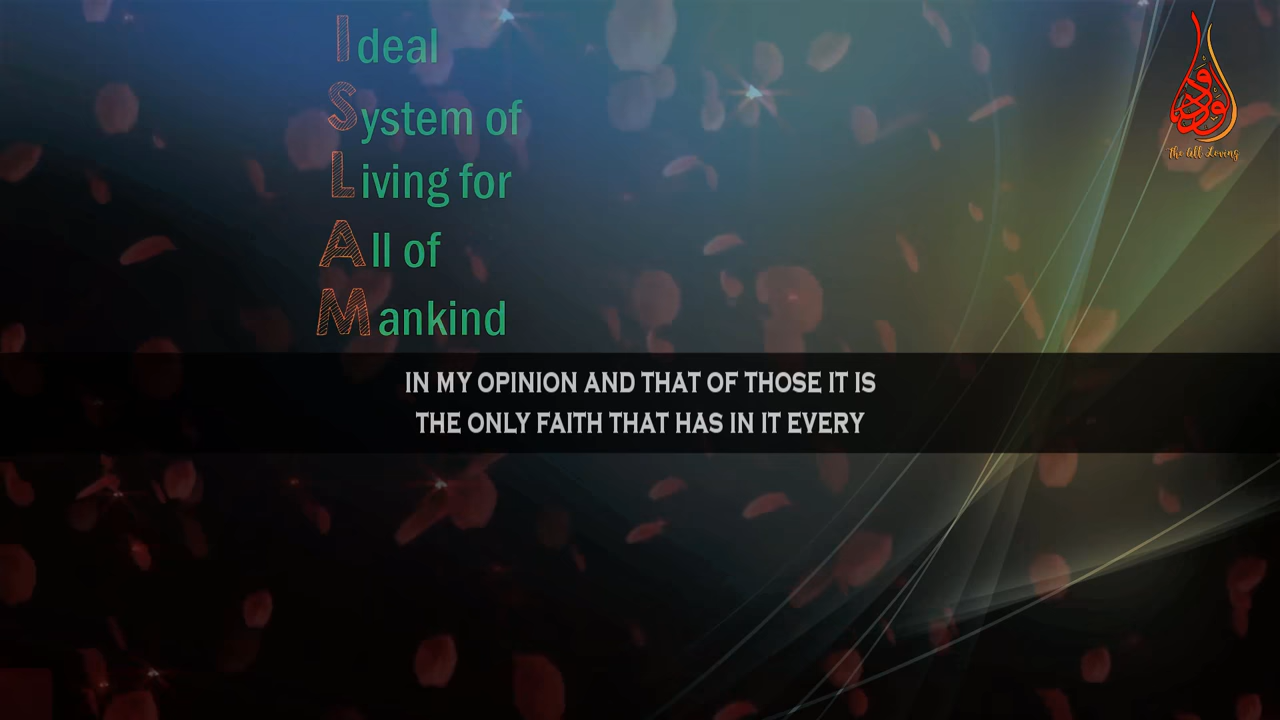 Ideal
System of
Living for
All of
Mankind
الودود
The All Loving
IN MY OPINION AND THAT OF THOSE IT IS
THE ONLY FAITH THAT HAS IN IT EVERY